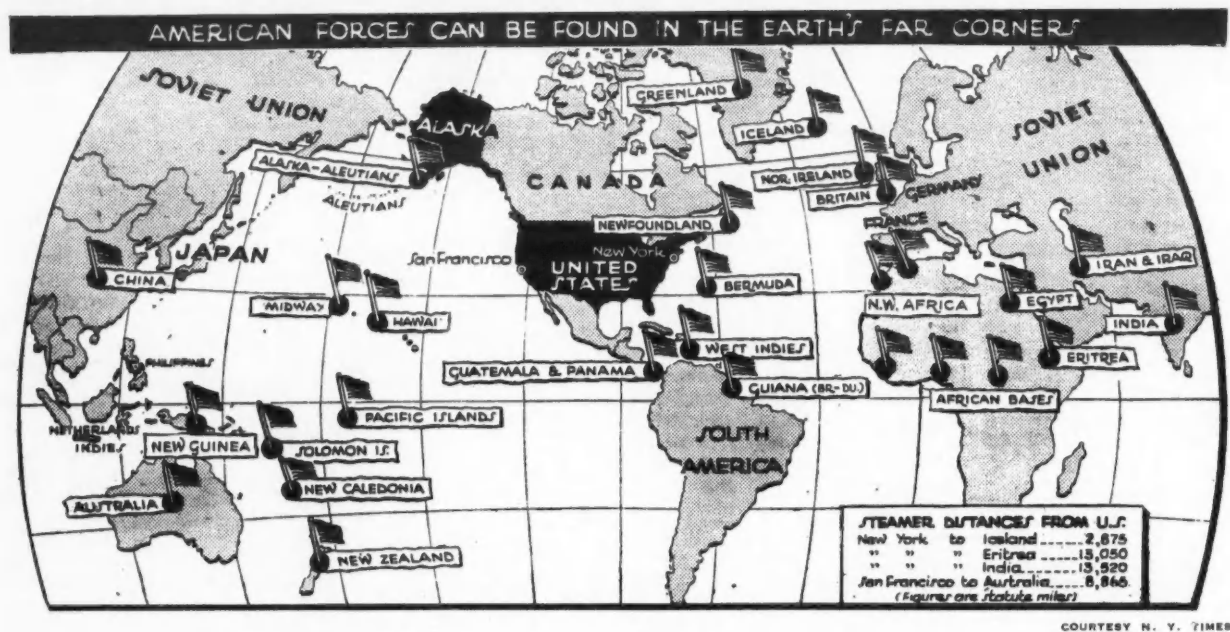 AMERICAN FORCES CAN BE FOUND IN THE EARTH'S FAR CORNERS
SOVIET UNION
ALASKA
ALASKA-ALEUTIANS
ALEUTIANS
GREENLAND
ICELAND
CANADA
NOR. IRELAND
BRITAIN
GERMANY
SOVIET
UNION
NEWFOUNDLAND
FRANCE
JAPAN
CHINA
San Francisco
New York
UNITED
STATES
BERMUDA
N.W. AFRICA
EGYPT
IRAN & IRAQ
INDIA
MIDWAY
HAWAI
WEST INDIES
GUATEMALA & PANAMA
GUIANA (BR.-DU.)
ERITREA
AFRICAN BASES
PHILIPPINES
NETHERLANDS
INDIES
NEW GUINEA
PACIFIC ISLANDS
SOLOMON IS.
SOUTH
AMERICA
AUSTRALIA
NEW CALEDONIA
NEW ZEALAND
STEAMER DISTANCES FROM U.S.
New York to Iceland ...... 2,875
" " " Eritrea ...... 13,050
" " " India ...... 13,520
San Francisco to Australia ..... 8,865
(Figures are statute miles)
COURTESY N. Y. TIMES